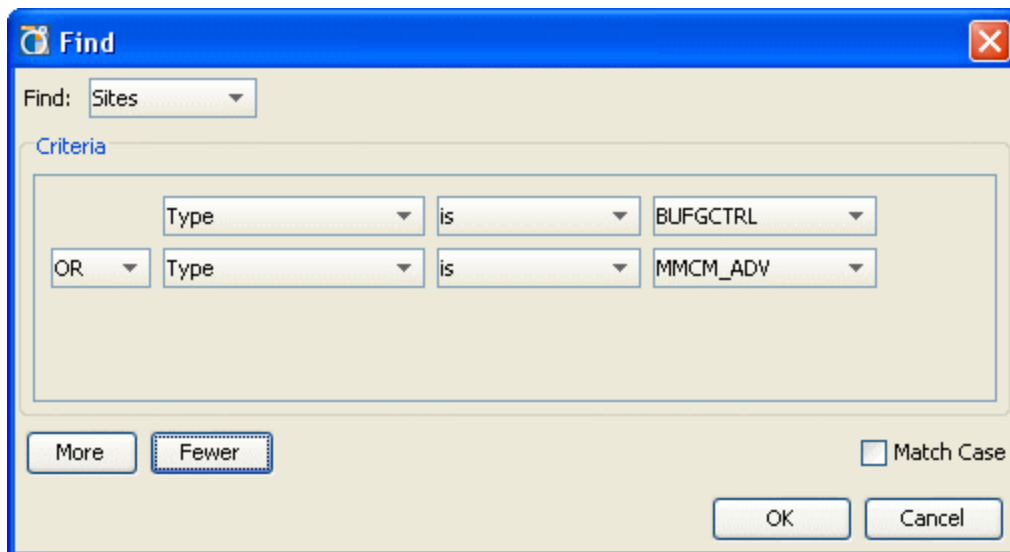 Find
Find: Sites
Criteria
Type is BUFGCTRL
OR Type is MMCM_ADV
More Fewer Match Case
OK Cancel